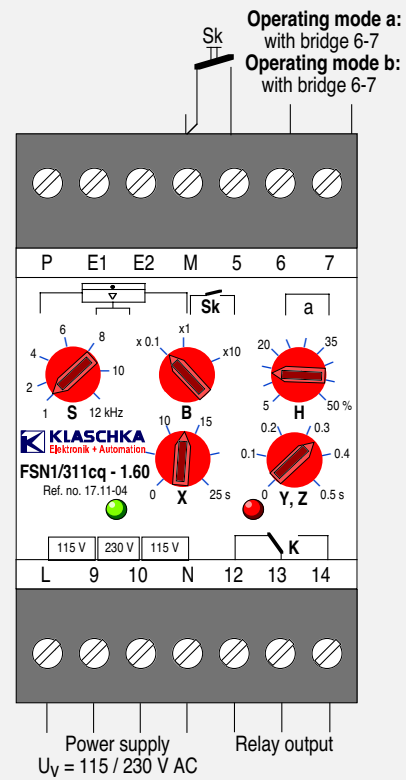 Operating mode a:
Sk
with bridge 6-7
Operating mode b:
with bridge 6-7
P E1 E2 M 5 6 7
Sk a
6 8
4 10
2
1 12 kHz
S
x1
x 0.1 x10
B
20 35
5 50 %
H
KLASCHKA
Elektronik + Automation
FSN1/311cq - 1.60
Ref. no. 17.11-04
10 15
0 25 s
X
0.2 0.3
0.1 0.4
0 0.5 s
Y, Z
115 V 230 V 115 V
K
L 9 10 N 12 13 14
Power supply
UV = 115 / 230 V AC
Relay output